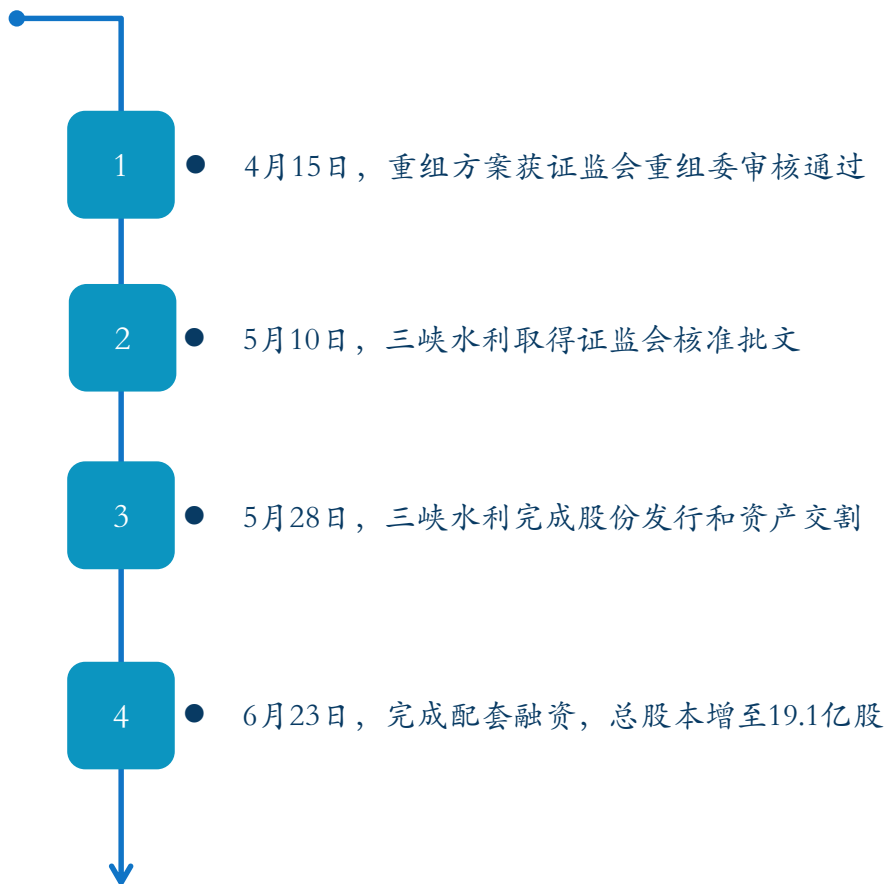 1
4月15日，重组方案获证监会重组委审核通过
2
5月10日，三峡水利取得证监会核准批文
3
5月28日，三峡水利完成股份发行和资产交割
4
6月23日，完成配套融资，总股本增至19.1亿股